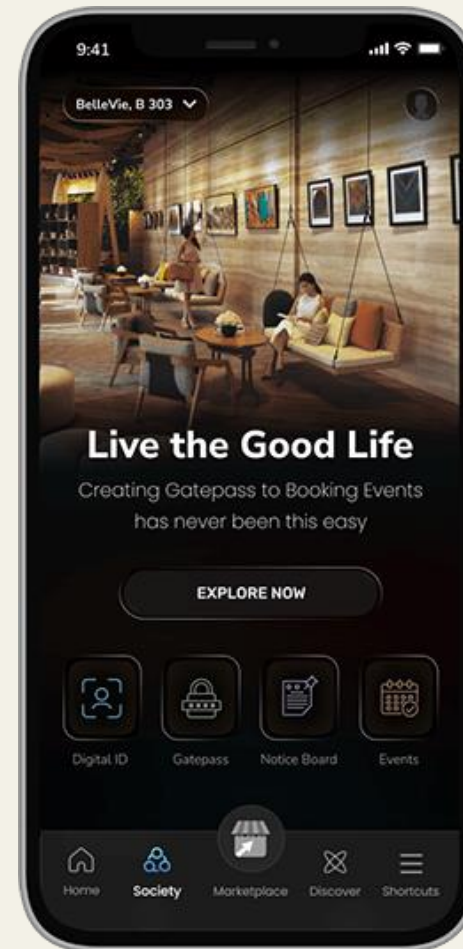 9:41
BelleVie, B 303
Live the Good Life
Creating Gatepass to Booking Events
has never been this easy
EXPLORE NOW
Digital ID
Gatepass
Notice Board
Events
Home
Society
Marketplace
Discover
Shortcuts